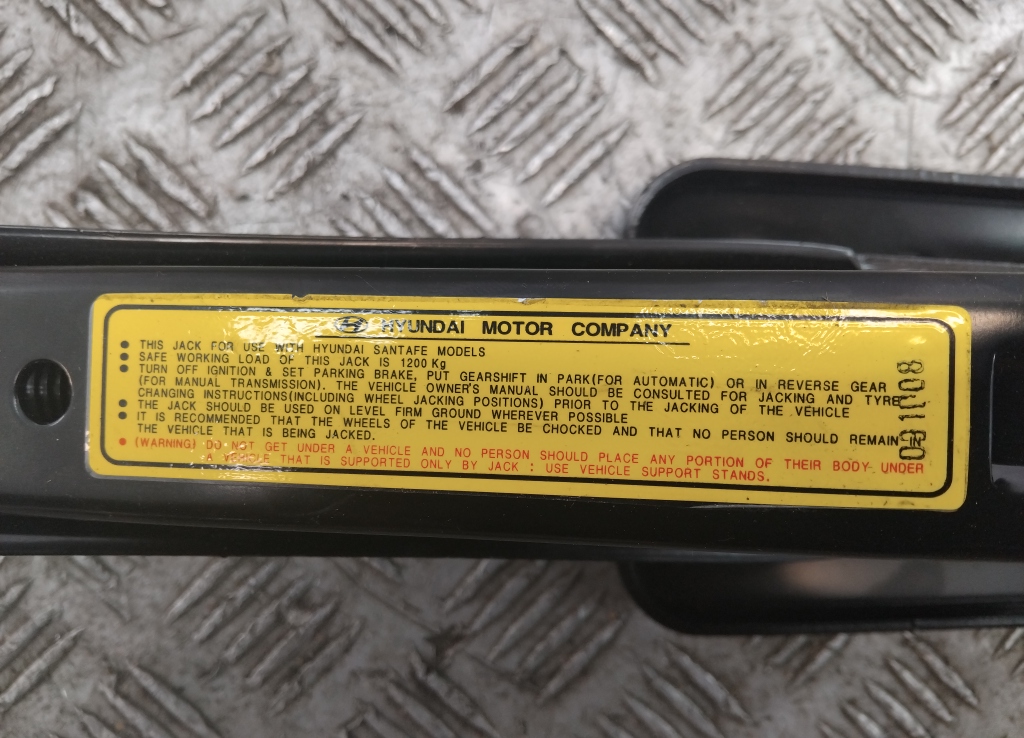 HYUNDAI MOTOR COMPANY
● THIS JACK FOR USE WITH HYUNDAI SANTAFE MODELS
● SAFE WORKING LOAD OF THIS JACK IS 1200 Kg
● TURN OFF IGNITION & SET PARKING BRAKE, PUT GEARSHIFT IN PARK(FOR AUTOMATIC) OR IN REVERSE GEAR
(FOR MANUAL TRANSMISSION). THE VEHICLE OWNER'S MANUAL SHOULD BE CONSULTED FOR JACKING AND TYRE
CHANGING INSTRUCTIONS(INCLUDING WHEEL JACKING POSITIONS) PRIOR TO THE JACKING OF THE VEHICLE
● THE JACK SHOULD BE USED ON LEVEL FIRM GROUND WHEREVER POSSIBLE
● IT IS RECOMMENDED THAT THE WHEELS OF THE VEHICLE BE CHOCKED AND THAT NO PERSON SHOULD REMAIN IN
THE VEHICLE THAT IS BEING JACKED.
● (WARNING) DO NOT GET UNDER A VEHICLE AND NO PERSON SHOULD PLACE ANY PORTION OF THEIR BODY UNDER
A VEHICLE THAT IS SUPPORTED ONLY BY JACK : USE VEHICLE SUPPORT STANDS.